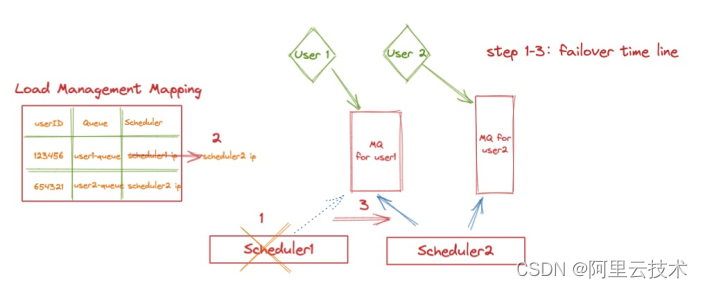 User 1
User 2
step 1-3: failover time line
Load Management Mapping
userID Queue Scheduler
2
123456 user1-queue scheduler1 ip scheduler2 ip
654321 user2-queue scheduler2 ip
MQ
for user1
MQ for
user2
1
3
Scheduler1
Scheduler2
CSDN @阿里云技术